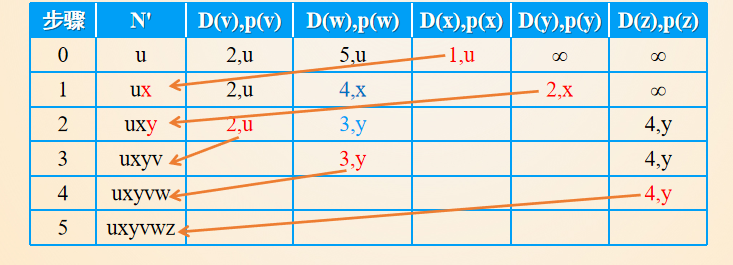 步骤 N' D(v),p(v) D(w),p(w) D(x),p(x) D(y),p(y) D(z),p(z)
0 u 2,u 5,u 1,u ∞ ∞
1 ux 2,u 4,x 2,x ∞
2 uxy 2,u 3,y 4,y
3 uxyv 3,y 4,y
4 uxyvw 4,y
5 uxyvwz